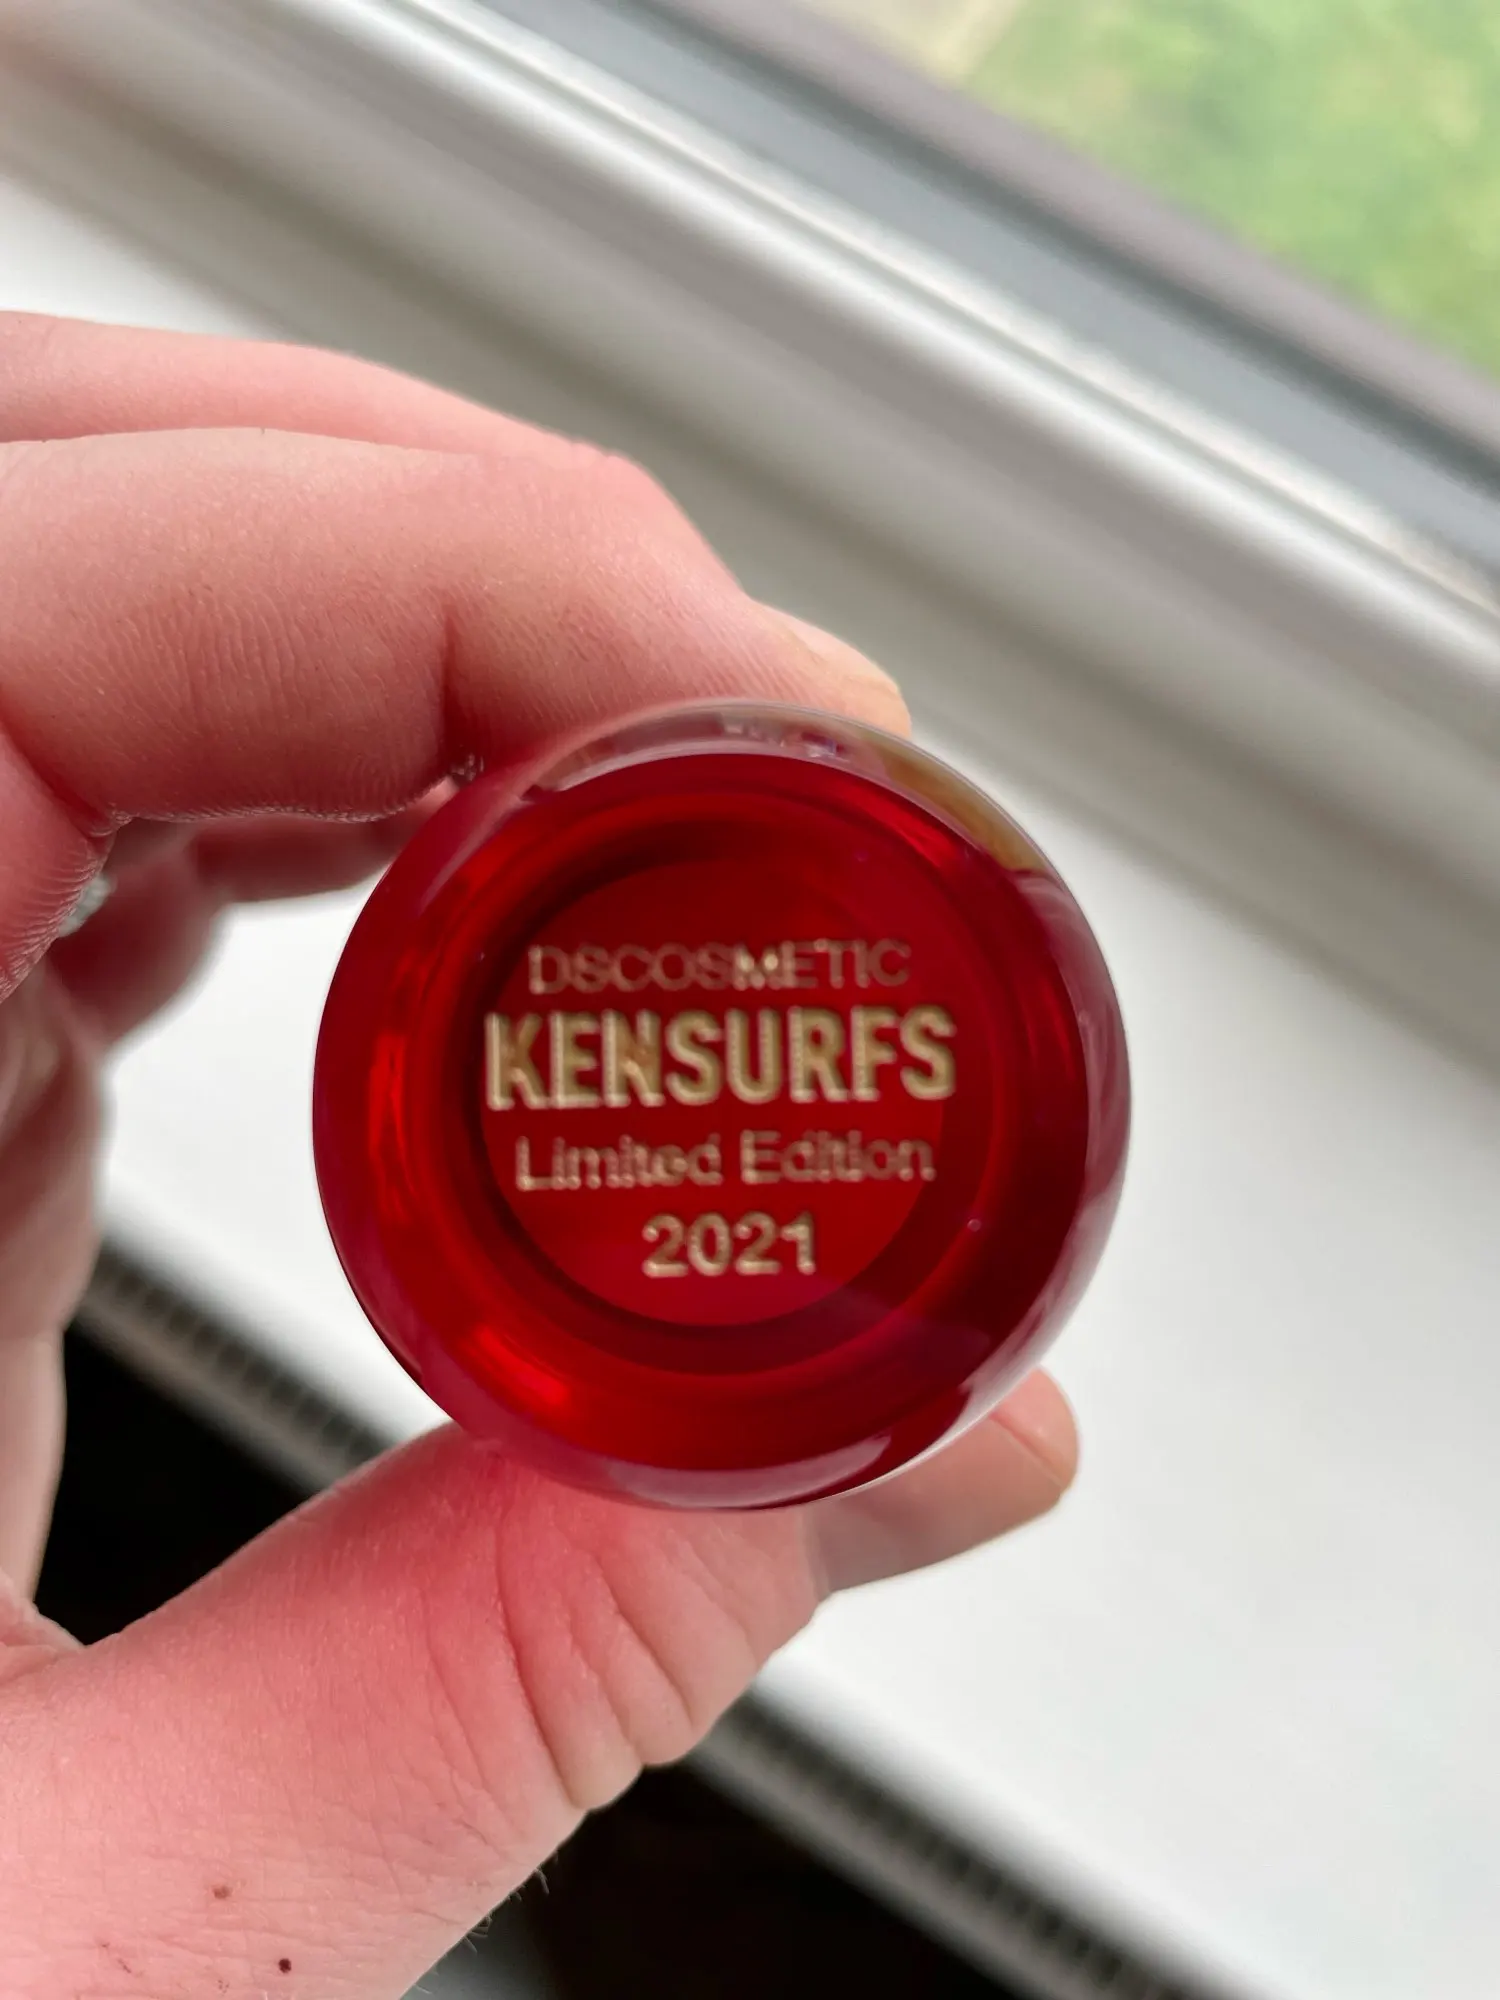 DSCOSMETIC
KENSURFS
Limited Edition
2021